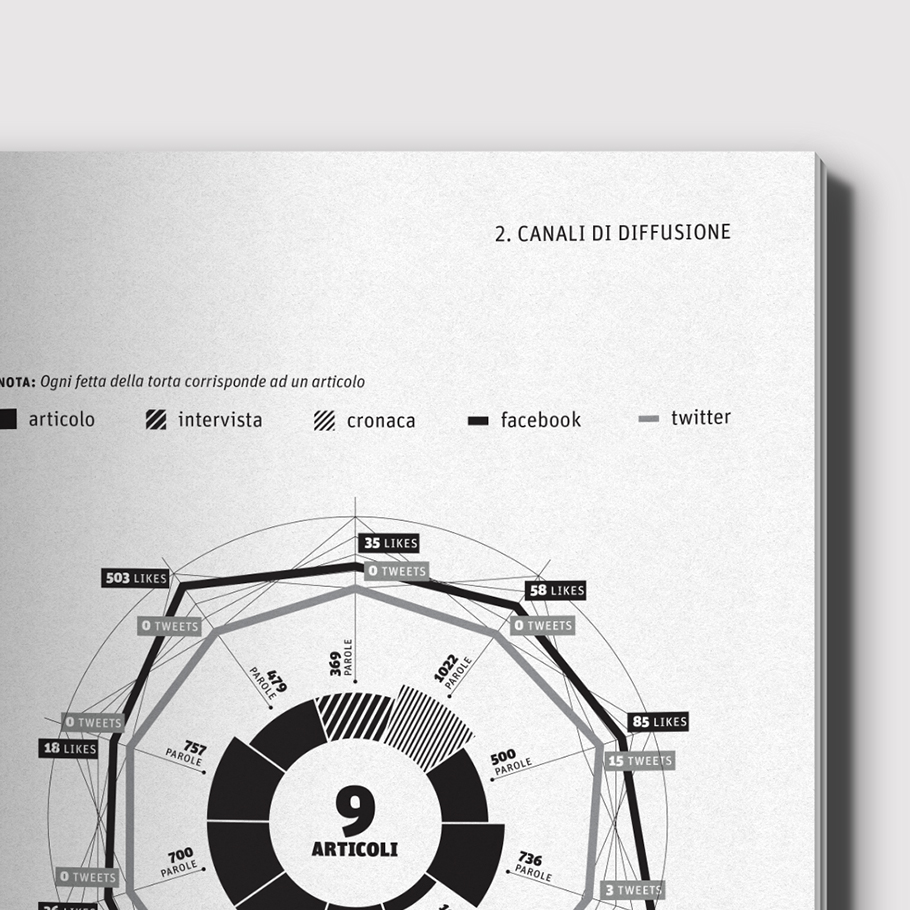 2. CANALI DI DIFFUSIONE
NOTA: Ogni fetta della torta corrisponde ad un articolo
articolo
intervista
cronaca
facebook
twitter
35 LIKES
0 TWEETS
503 LIKES
58 LIKES
0 TWEETS
0 TWEETS
369
PAROLE
479
PAROLE
1022
PAROLE
0 TWEETS
18 LIKES
85 LIKES
15 TWEETS
757
PAROLE
500
PAROLE
9
ARTICOLI
700
PAROLE
736
PAROLE
0 TWEETS
3 TWEETS
LIKES